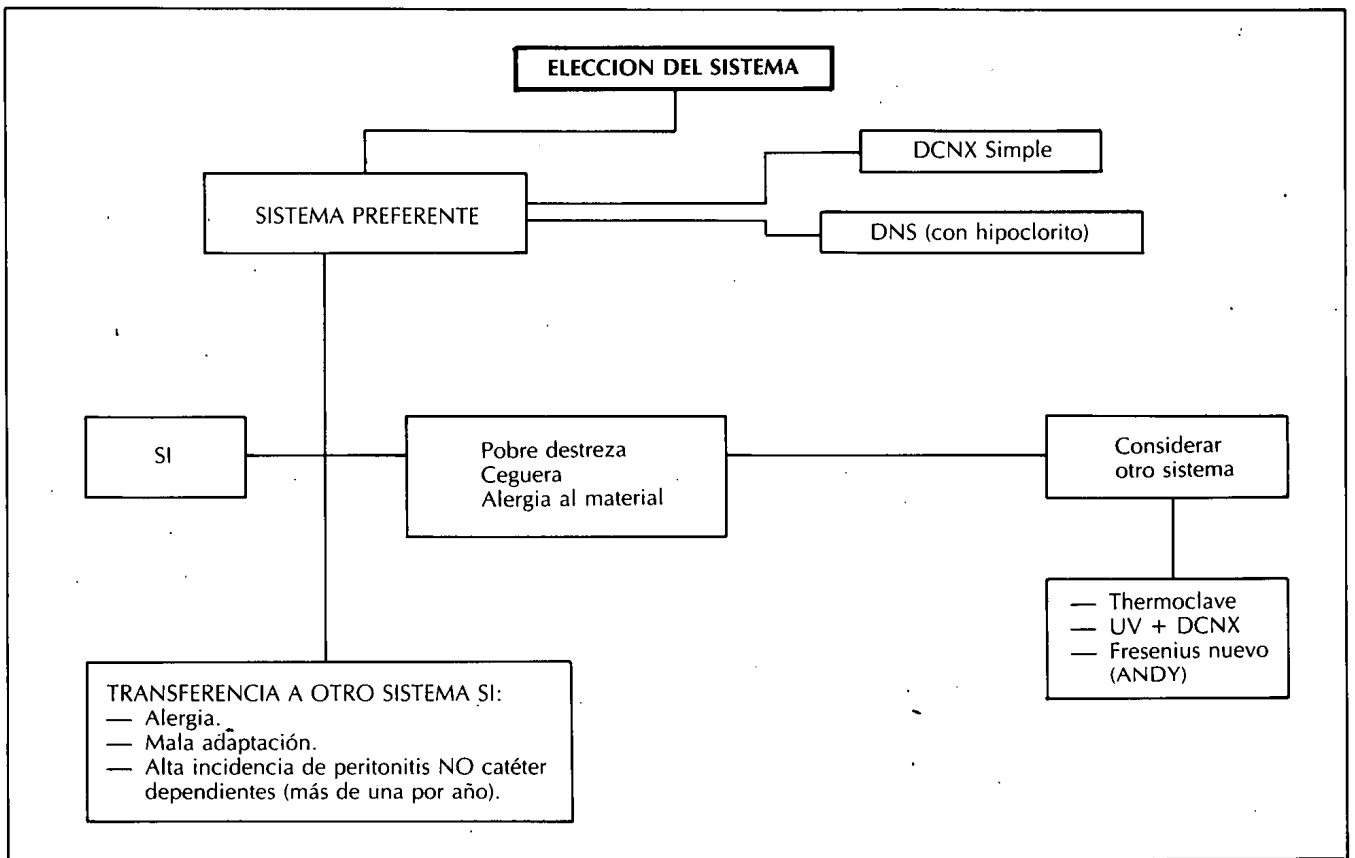 ELECCION DEL SISTEMA
DCNX Simple
SISTEMA PREFERENTE
DNS (con hipoclorito)
SI
Pobre destreza
Ceguera
Alergia al material
Considerar
otro sistema
— Thermoclave
— UV + DCNX
— Fresenius nuevo
(ANDY)
TRANSFERENCIA A OTRO SISTEMA SI:
— Alergia.
— Mala adaptación.
— Alta incidencia de peritonitis NO catéter
dependientes (más de una por año).